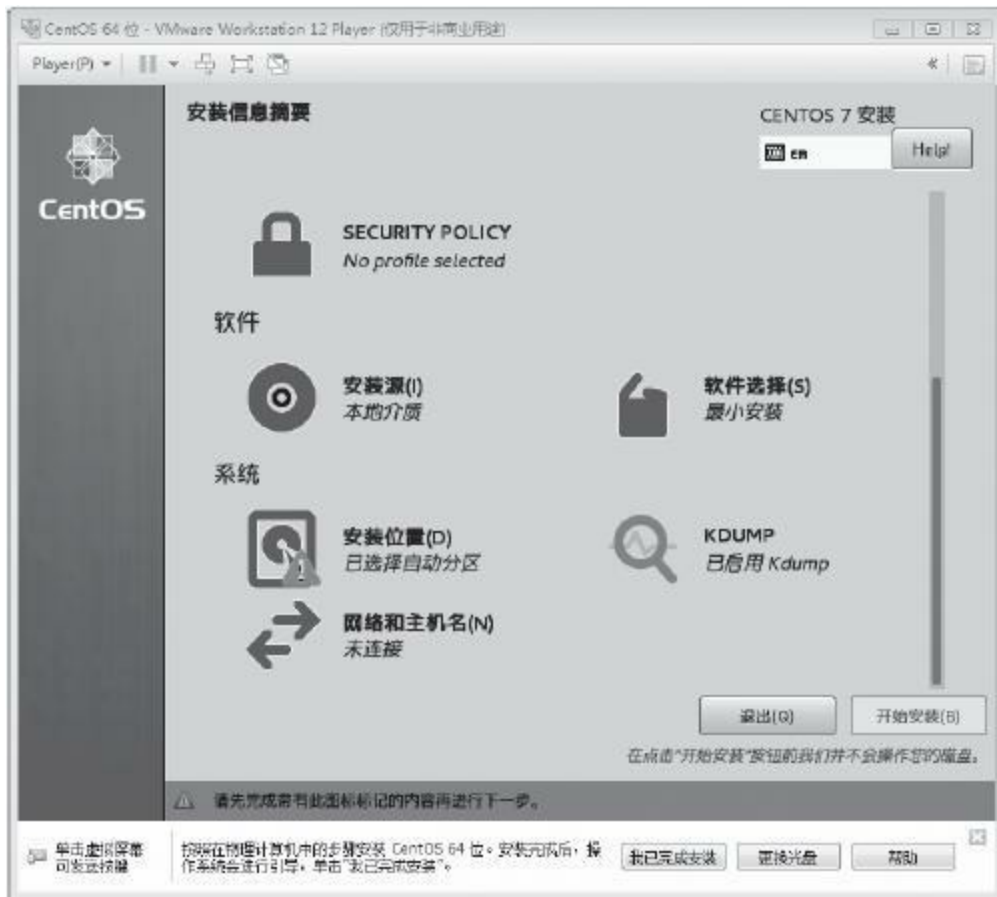 CentOS 64 位 - VMware Workstation 12 Player (仅用于非商业用途)
Player(P)
安装信息摘要
CENTOS 7 安装
en
Help!
CentOS
SECURITY POLICY
No profile selected
软件
安装源(I)
本地介质
软件选择(S)
最小安装
系统
安装位置(D)
已选择自动分区
KDUMP
已启用 Kdump
网络和主机名(N)
未连接
退出(Q)
开始安装(B)
在点击"开始安装"按钮前我们并不会操作您的磁盘。
请先完成带有此图标标记的内容再进行下一步。
单击虚拟屏幕
可发送按键
按照在物理计算机中的步骤安装 CentOS 64 位。安装完成后，操
作系统会进行引导，单击“我已完成安装”。
我已完成安装
更换光盘
帮助